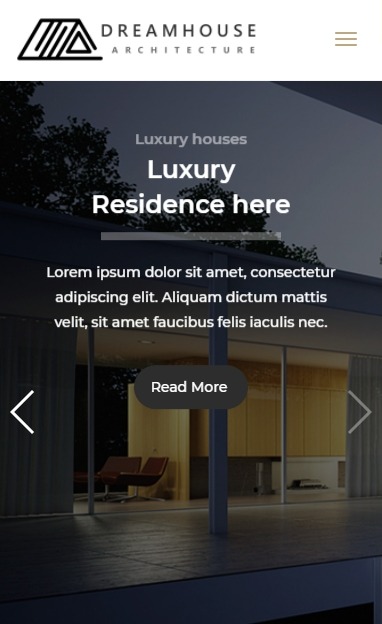 DREAMHOUSE
ARCHITECTURE
Luxury houses
Luxury
Residence here
Lorem ipsum dolor sit amet, consectetur
adipiscing elit. Aliquam dictum mattis
velit, sit amet faucibus felis iaculis nec.
Read More